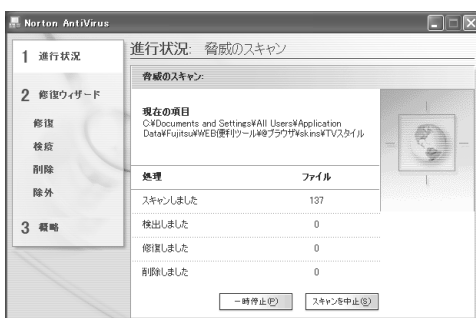 Norton AntiVirus
1 進行状況
2 修復ウィザード
修復
検疫
削除
除外
3 概略
進行状況: 脅威のスキャン
脅威のスキャン:
現在の項目
C:¥Documents and Settings¥All Users¥Application
Data¥Fujitsu¥WEB便利ツール¥@ブラウザ¥skins¥TVスタイル
処理 ファイル
スキャンしました 137
検出しました 0
修復しました 0
削除しました 0
一時停止(P) スキャンを中止(S)